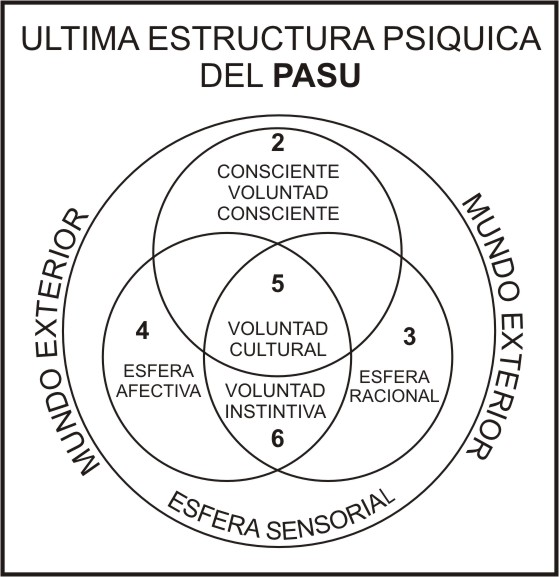 ULTIMA ESTRUCTURA PSIQUICA
DEL PASU
2
CONSCIENTE
VOLUNTAD
CONSCIENTE
MUNDO EXTERIOR
MUNDO EXTERIOR
5
VOLUNTAD
CULTURAL
4
ESFERA
AFECTIVA
3
ESFERA
RACIONAL
VOLUNTAD
INSTINTIVA
6
ESFERA SENSORIAL